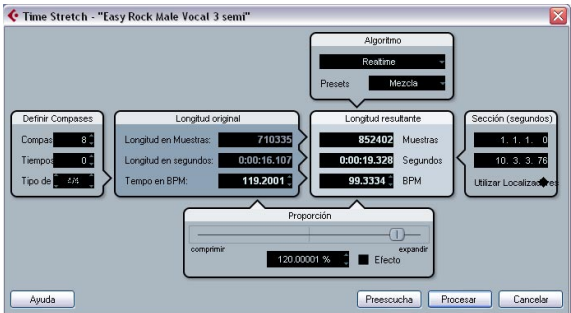 Time Stretch - "Easy Rock Male Vocal 3 semi"
Algoritmo
Realtime
Presets Mezcla
Definir Compases
Compas 8
Tiempos 0
Tipo de 4/4
Longitud original
Longitud en Muestras: 710335
Longitud en segundos: 0:00:16.107
Tempo en BPM: 119.2001
Longitud resultante
852402 Muestras
0:00:19.328 Segundos
99.3334 BPM
Sección (segundos)
1. 1. 1. 0
10. 3. 3. 76
Utilizar Localizadores
Proporción
comprimir expandir
120.00001 % Efecto
Ayuda Preescucha Procesar Cancelar